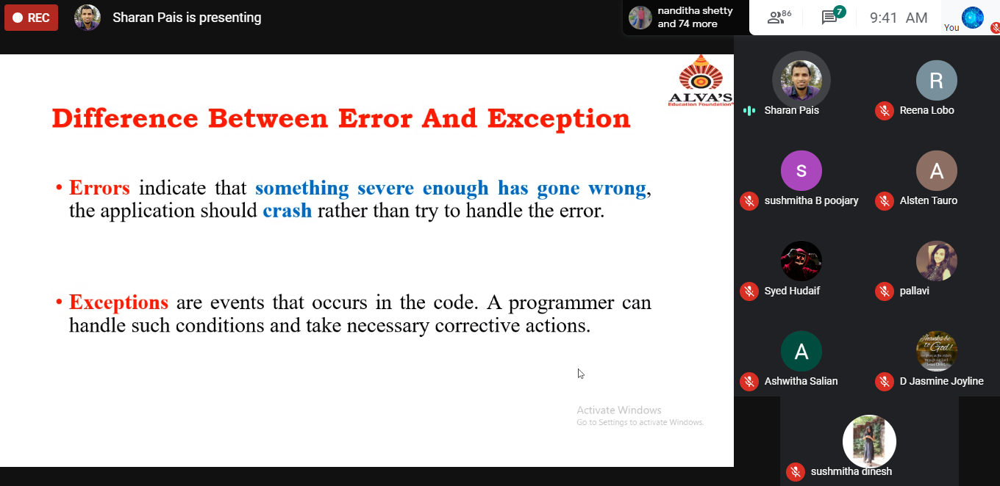 REC
Sharan Pais is presenting
nanditha shetty
and 74 more
86
7
9:41 AM
You
ALVA'S
Education Foundation®
Difference Between Error And Exception
• Errors indicate that something severe enough has gone wrong,
the application should crash rather than try to handle the error.
• Exceptions are events that occurs in the code. A programmer can
handle such conditions and take necessary corrective actions.
Activate Windows
Go to Settings to activate Windows.
Sharan Pais
R
Reena Lobo
s
sushmitha B poojary
A
Alsten Tauro
Syed Hudaif
pallavi
A
Ashwitha Salian
Thanks be
to God!
D Jasmine Joyline
sushmitha dinesh